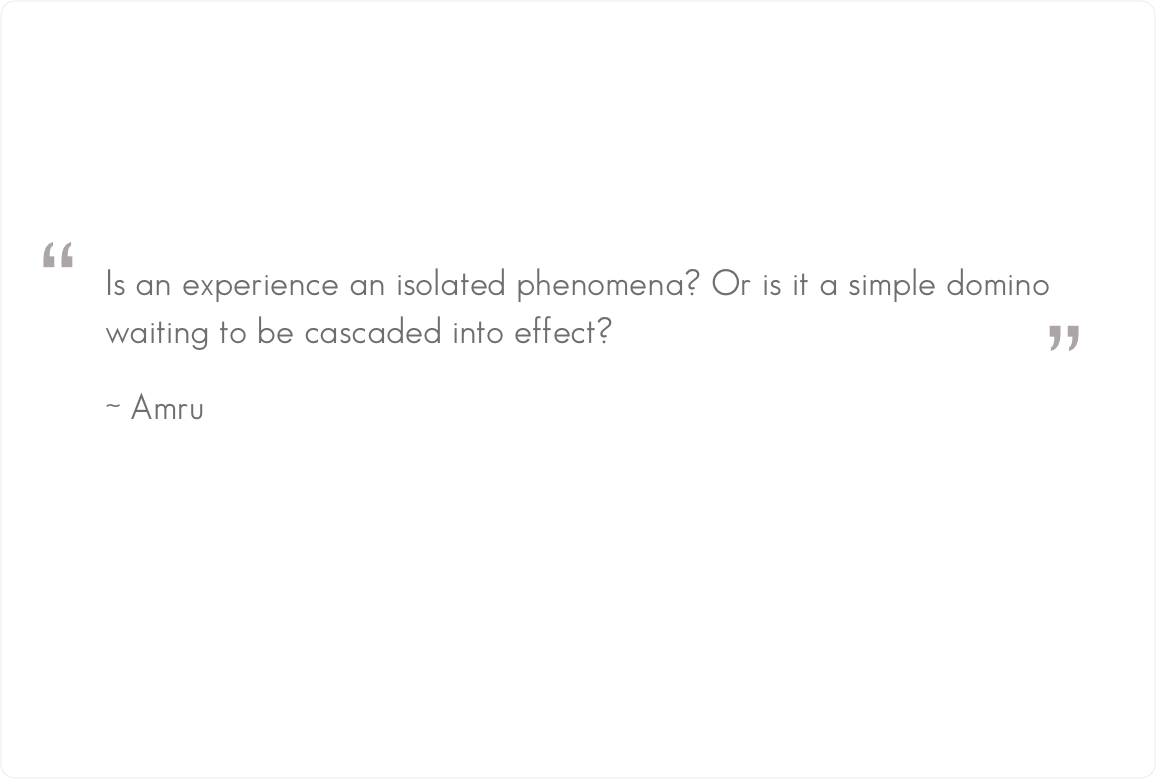 “ Is an experience an isolated phenomena? Or is it a simple domino
waiting to be cascaded into effect? ”
~ Amru